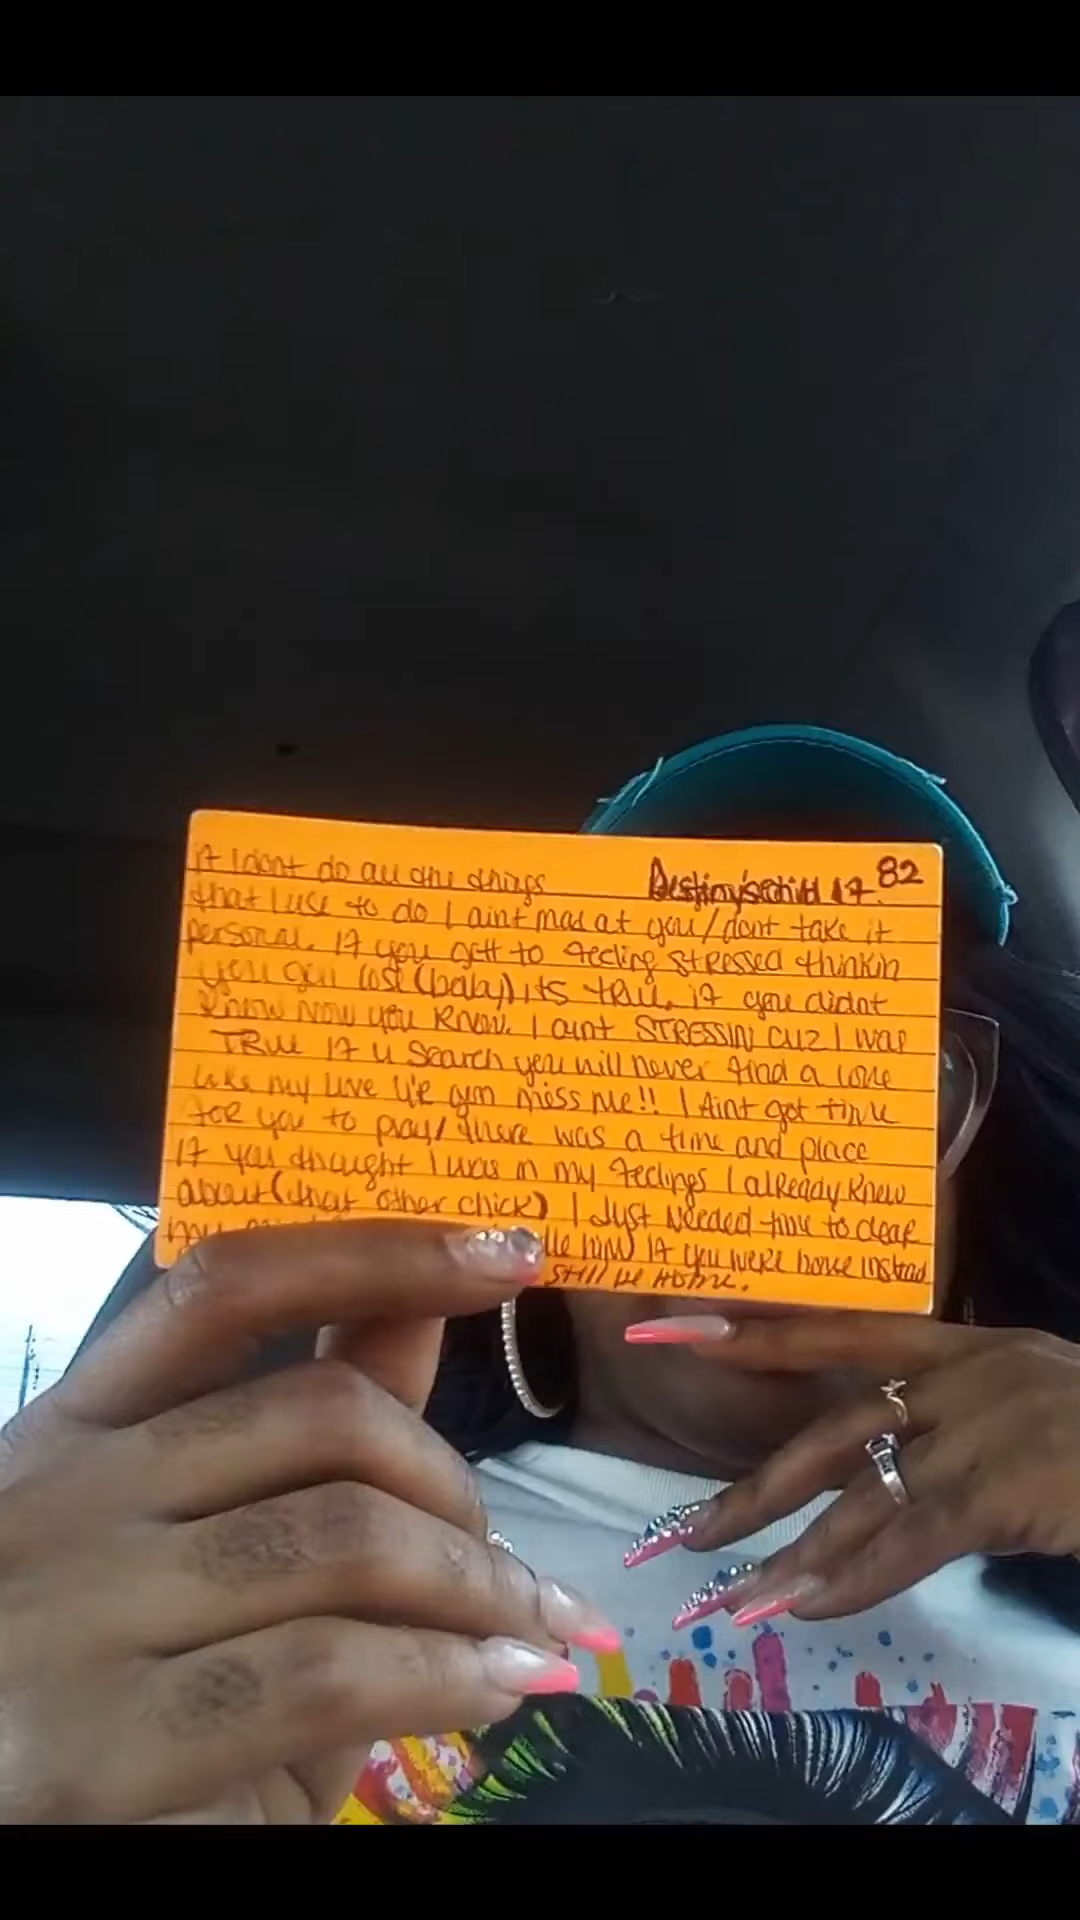 if I dont do all the things
Destiny'schild 17 82
that I use to do I aint mad at you/dont take it
personal. If you gett to feeling STRESSED thinkin
you gon lose (baby) its true. if you didnt
know now you know. I aint STRESSIN cuz I was
TRue If u search you will never find a love
like my love U'R gon miss me!! I Aint got time
for you to play/ there was a time and place
If you thought I was in my feelings I alReady knew
about (that other chick) I Just Needed time to cleaR
him) If you weRe home instead
still be Home.